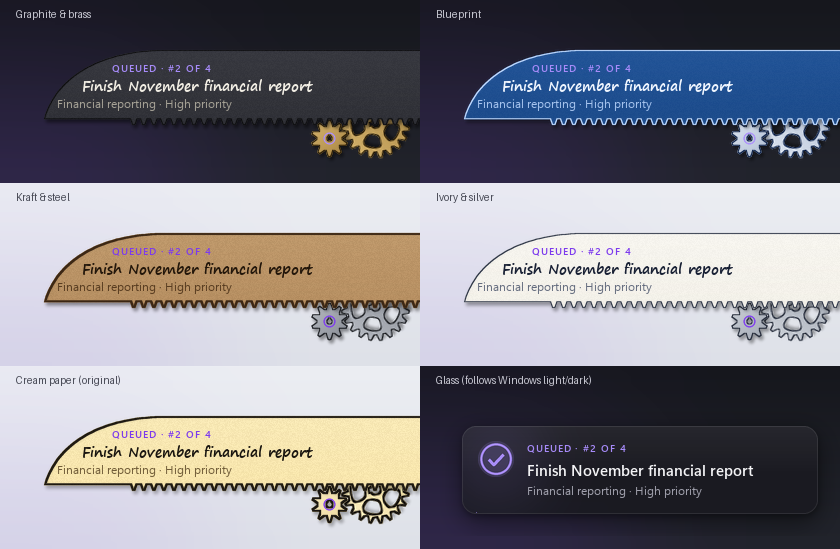 Graphite & brass
QUEUED · #2 OF 4
Finish November financial report
Financial reporting · High priority
Blueprint
QUEUED · #2 OF 4
Finish November financial report
Financial reporting · High priority
Kraft & steel
QUEUED · #2 OF 4
Finish November financial report
Financial reporting · High priority
Ivory & silver
QUEUED · #2 OF 4
Finish November financial report
Financial reporting · High priority
Cream paper (original)
QUEUED · #2 OF 4
Finish November financial report
Financial reporting · High priority
Glass (follows Windows light/dark)
QUEUED · #2 OF 4
Finish November financial report
Financial reporting · High priority